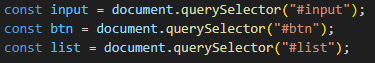 const input = document.querySelector("#input");
const btn = document.querySelector("#btn");
const list = document.querySelector("#list");